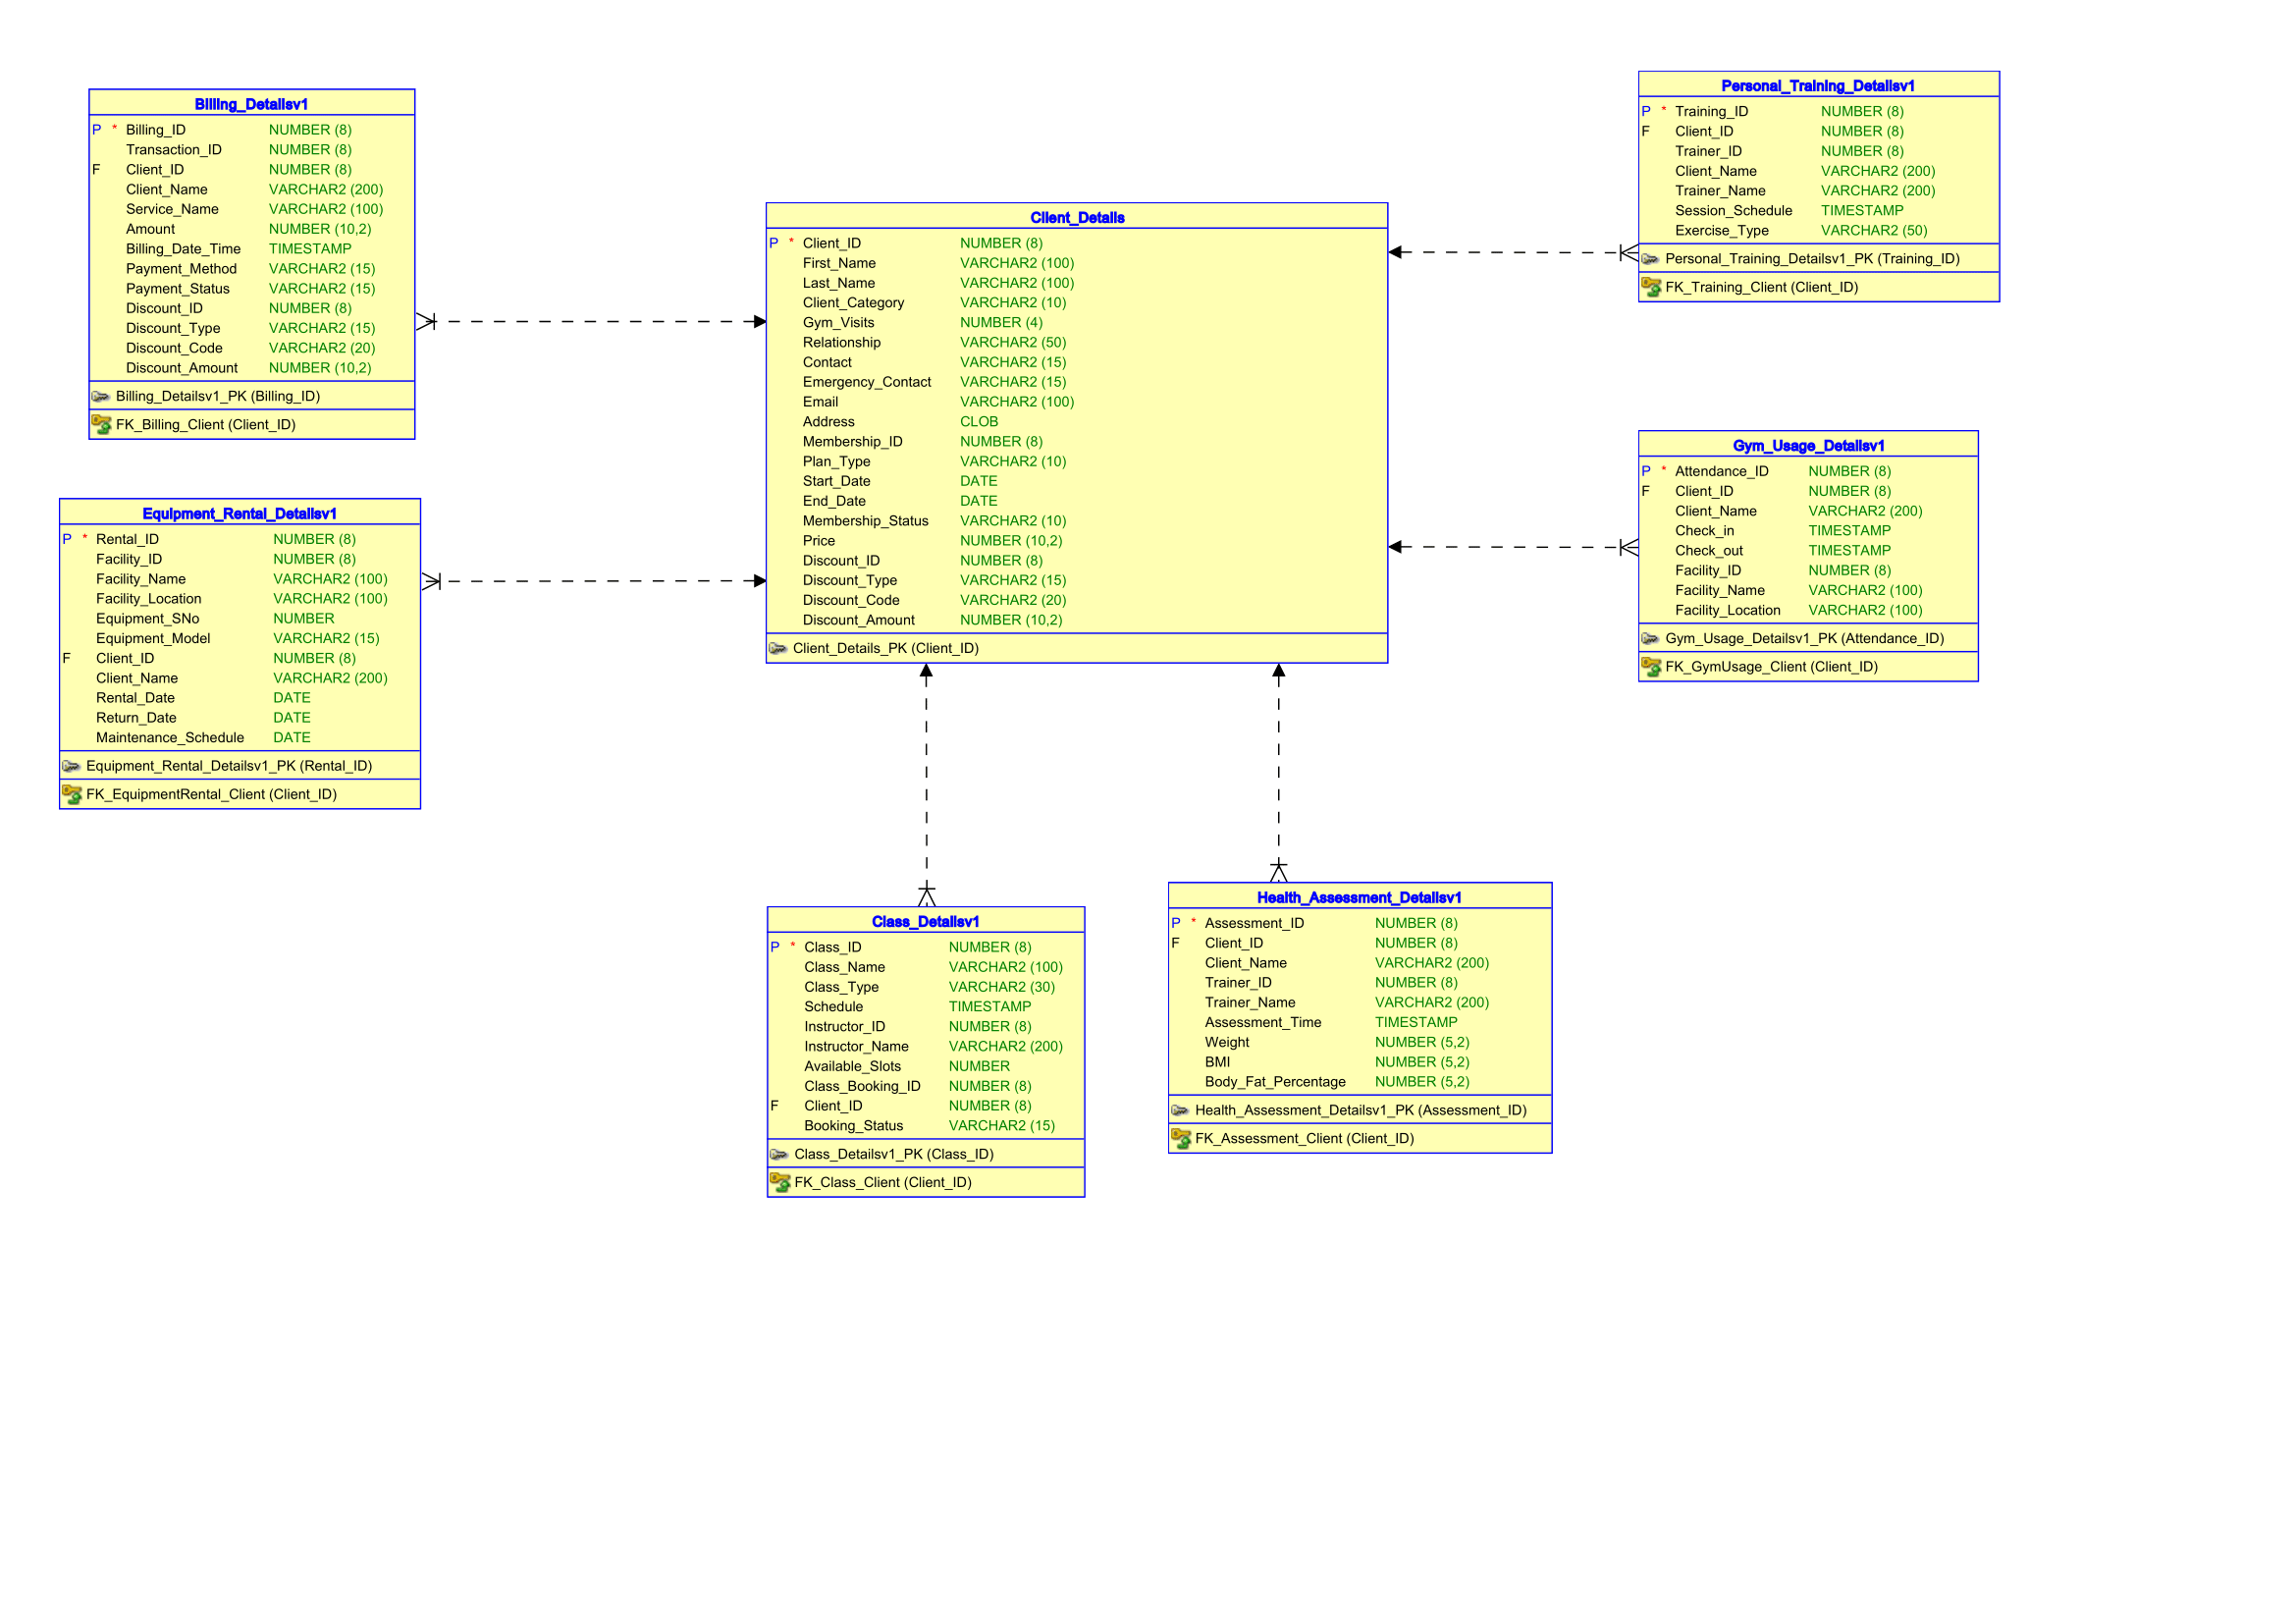 Billing_Detailsv1
P * Billing_ID NUMBER (8)
Transaction_ID NUMBER (8)
F Client_ID NUMBER (8)
Client_Name VARCHAR2 (200)
Service_Name VARCHAR2 (100)
Amount NUMBER (10,2)
Billing_Date_Time TIMESTAMP
Payment_Method VARCHAR2 (15)
Payment_Status VARCHAR2 (15)
Discount_ID NUMBER (8)
Discount_Type VARCHAR2 (15)
Discount_Code VARCHAR2 (20)
Discount_Amount NUMBER (10,2)
Billing_Detailsv1_PK (Billing_ID)
FK_Billing_Client (Client_ID)
Equipment_Rental_Detailsv1
P * Rental_ID NUMBER (8)
Facility_ID NUMBER (8)
Facility_Name VARCHAR2 (100)
Facility_Location VARCHAR2 (100)
Equipment_SNo NUMBER
Equipment_Model VARCHAR2 (15)
F Client_ID NUMBER (8)
Client_Name VARCHAR2 (200)
Rental_Date DATE
Return_Date DATE
Maintenance_Schedule DATE
Equipment_Rental_Detailsv1_PK (Rental_ID)
FK_EquipmentRental_Client (Client_ID)
Client_Details
P * Client_ID NUMBER (8)
First_Name VARCHAR2 (100)
Last_Name VARCHAR2 (100)
Client_Category VARCHAR2 (10)
Gym_Visits NUMBER (4)
Relationship VARCHAR2 (50)
Contact VARCHAR2 (15)
Emergency_Contact VARCHAR2 (15)
Email VARCHAR2 (100)
Address CLOB
Membership_ID NUMBER (8)
Plan_Type VARCHAR2 (10)
Start_Date DATE
End_Date DATE
Membership_Status VARCHAR2 (10)
Price NUMBER (10,2)
Discount_ID NUMBER (8)
Discount_Type VARCHAR2 (15)
Discount_Code VARCHAR2 (20)
Discount_Amount NUMBER (10,2)
Client_Details_PK (Client_ID)
Personal_Training_Detailsv1
P * Training_ID NUMBER (8)
F Client_ID NUMBER (8)
Trainer_ID NUMBER (8)
Client_Name VARCHAR2 (200)
Trainer_Name VARCHAR2 (200)
Session_Schedule TIMESTAMP
Exercise_Type VARCHAR2 (50)
Personal_Training_Detailsv1_PK (Training_ID)
FK_Training_Client (Client_ID)
Gym_Usage_Detailsv1
P * Attendance_ID NUMBER (8)
F Client_ID NUMBER (8)
Client_Name VARCHAR2 (200)
Check_in TIMESTAMP
Check_out TIMESTAMP
Facility_ID NUMBER (8)
Facility_Name VARCHAR2 (100)
Facility_Location VARCHAR2 (100)
Gym_Usage_Detailsv1_PK (Attendance_ID)
FK_GymUsage_Client (Client_ID)
Class_Detailsv1
P * Class_ID NUMBER (8)
Class_Name VARCHAR2 (100)
Class_Type VARCHAR2 (30)
Schedule TIMESTAMP
Instructor_ID NUMBER (8)
Instructor_Name VARCHAR2 (200)
Available_Slots NUMBER
Class_Booking_ID NUMBER (8)
F Client_ID NUMBER (8)
Booking_Status VARCHAR2 (15)
Class_Detailsv1_PK (Class_ID)
FK_Class_Client (Client_ID)
Health_Assessment_Detailsv1
P * Assessment_ID NUMBER (8)
F Client_ID NUMBER (8)
Client_Name VARCHAR2 (200)
Trainer_ID NUMBER (8)
Trainer_Name VARCHAR2 (200)
Assessment_Time TIMESTAMP
Weight NUMBER (5,2)
BMI NUMBER (5,2)
Body_Fat_Percentage NUMBER (5,2)
Health_Assessment_Detailsv1_PK (Assessment_ID)
FK_Assessment_Client (Client_ID)